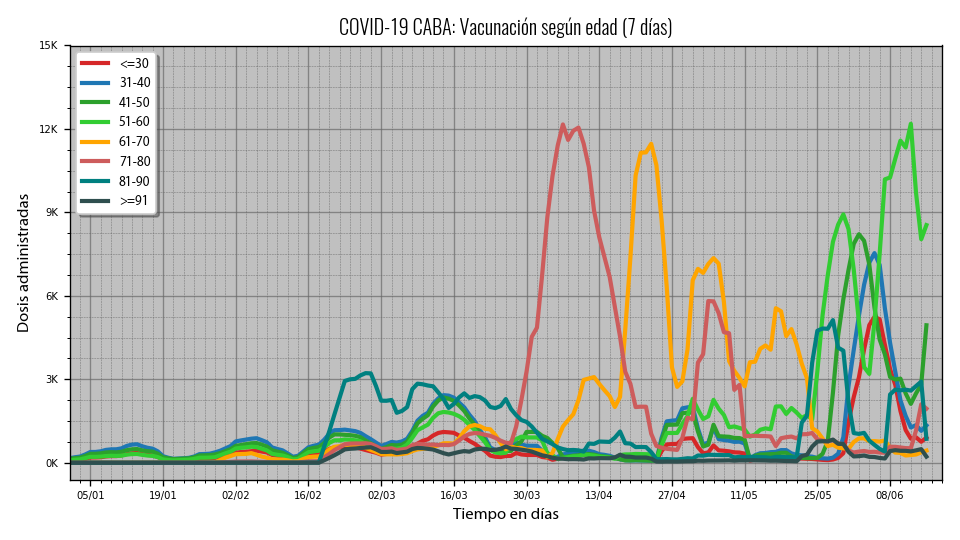 COVID-19 CABA: Vacunación según edad (7 días)
15K
12K
9K
6K
3K
0K
Dosis administradas
<=30
31-40
41-50
51-60
61-70
71-80
81-90
>=91
05/01
19/01
02/02
16/02
02/03
16/03
30/03
13/04
27/04
11/05
25/05
08/06
Tiempo en días